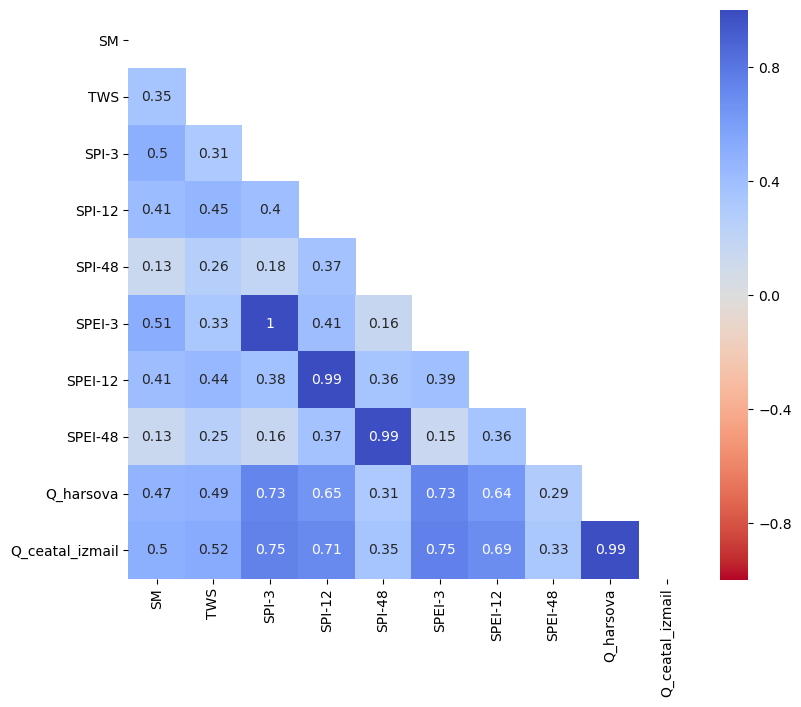 SM
TWS 0.35
SPI-3 0.5 0.31
SPI-12 0.41 0.45 0.4
SPI-48 0.13 0.26 0.18 0.37
SPEI-3 0.51 0.33 1 0.41 0.16
SPEI-12 0.41 0.44 0.38 0.99 0.36 0.39
SPEI-48 0.13 0.25 0.16 0.37 0.99 0.15 0.36
Q_harsova 0.47 0.49 0.73 0.65 0.31 0.73 0.64 0.29
Q_ceatal_izmail 0.5 0.52 0.75 0.71 0.35 0.75 0.69 0.33 0.99
SM TWS SPI-3 SPI-12 SPI-48 SPEI-3 SPEI-12 SPEI-48 Q_harsova Q_ceatal_izmail
0.8
0.4
0.0
−0.4
−0.8